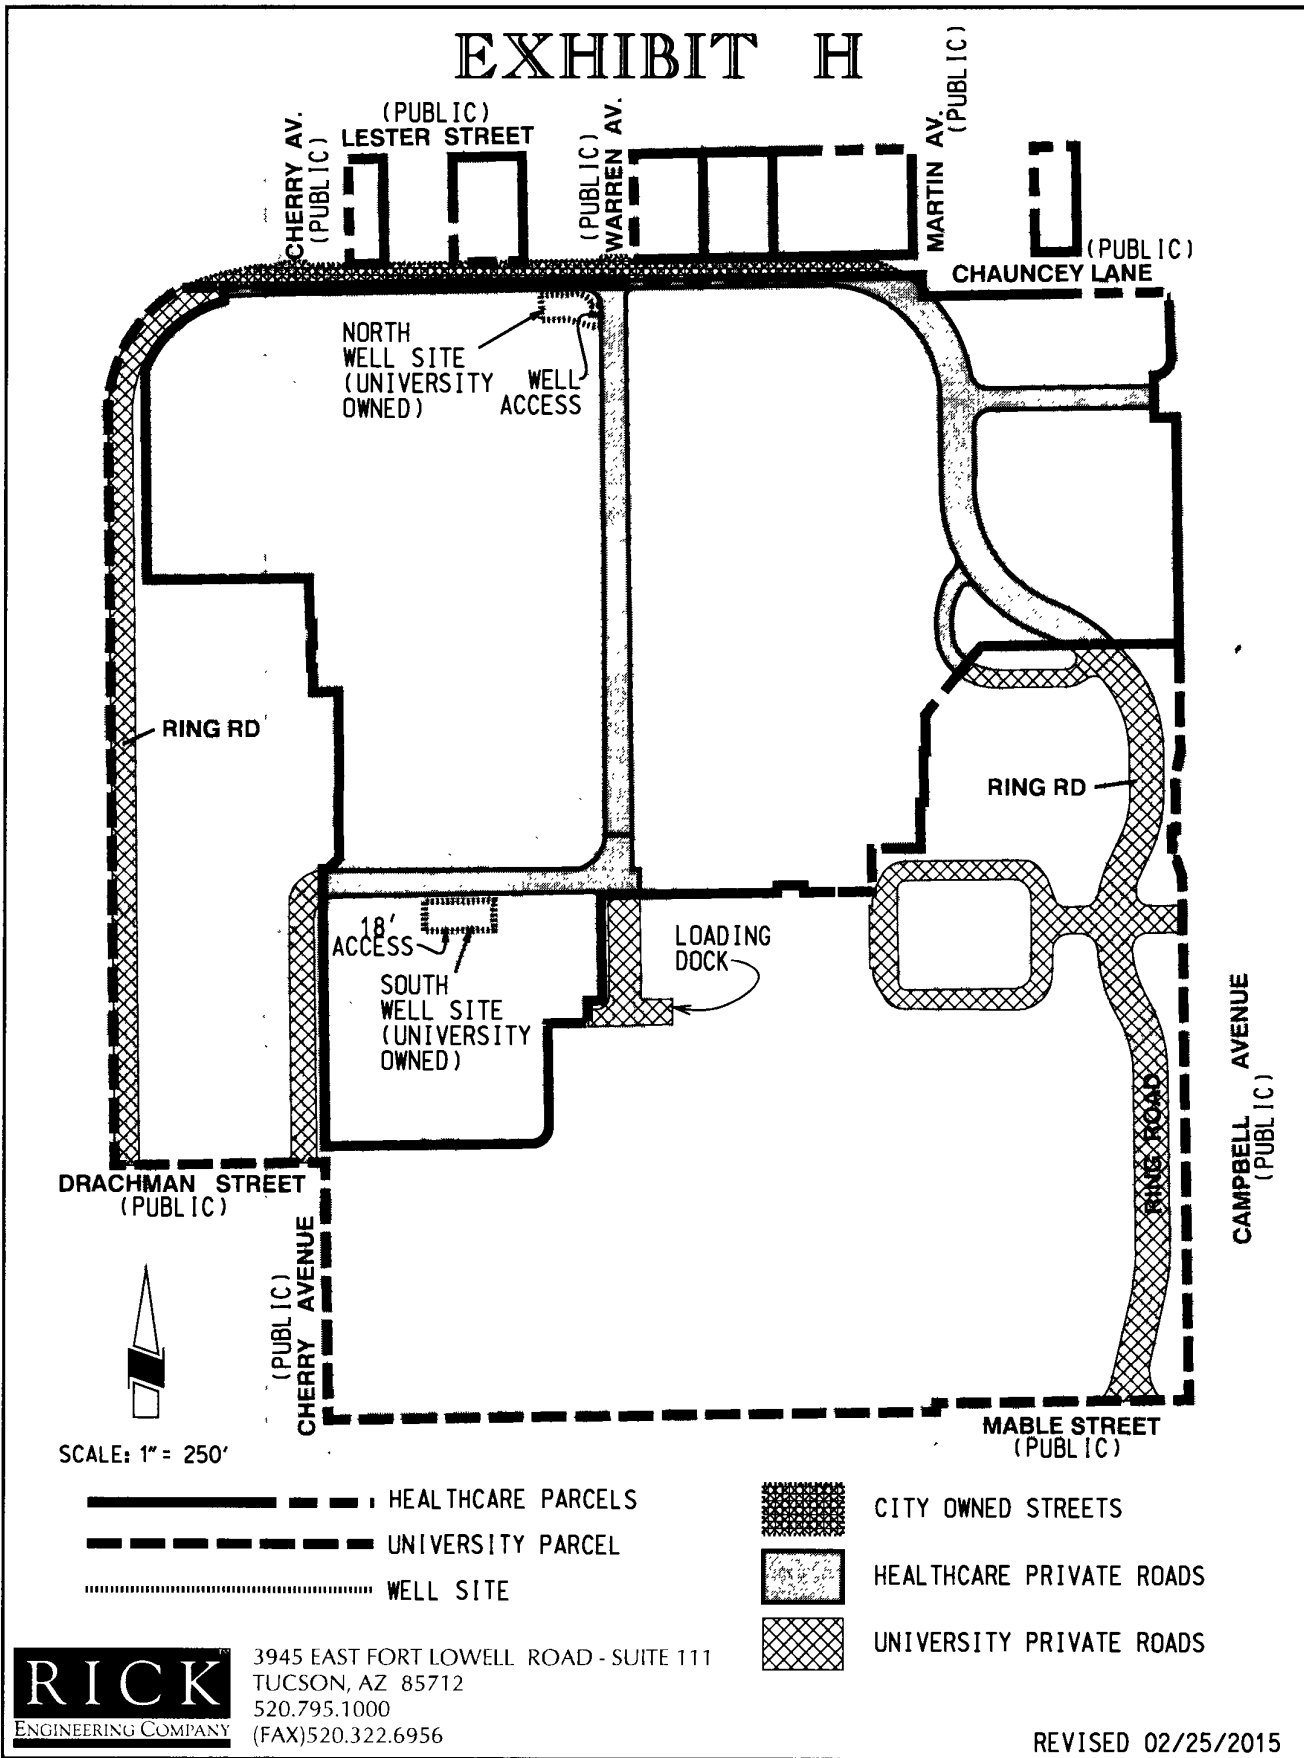 EXHIBIT H
(PUBLIC)
LESTER STREET
CHERRY AV.
(PUBLIC)
(PUBLIC)
WARREN AV.
MARTIN AV.
(PUBLIC)
(PUBLIC)
CHAUNCEY LANE
NORTH
WELL SITE
(UNIVERSITY
OWNED)
WELL
ACCESS
RING RD
RING RD
18'
ACCESS
SOUTH
WELL SITE
(UNIVERSITY
OWNED)
LOADING
DOCK
RING ROAD
CAMPBELL AVENUE
(PUBLIC)
DRACHMAN STREET
(PUBLIC)
(PUBLIC)
CHERRY AVENUE
MABLE STREET
(PUBLIC)
SCALE: 1" = 250'
HEALTHCARE PARCELS
UNIVERSITY PARCEL
WELL SITE
CITY OWNED STREETS
HEALTHCARE PRIVATE ROADS
UNIVERSITY PRIVATE ROADS
RICK
ENGINEERING COMPANY
3945 EAST FORT LOWELL ROAD - SUITE 111
TUCSON, AZ 85712
520.795.1000
(FAX)520.322.6956
REVISED 02/25/2015